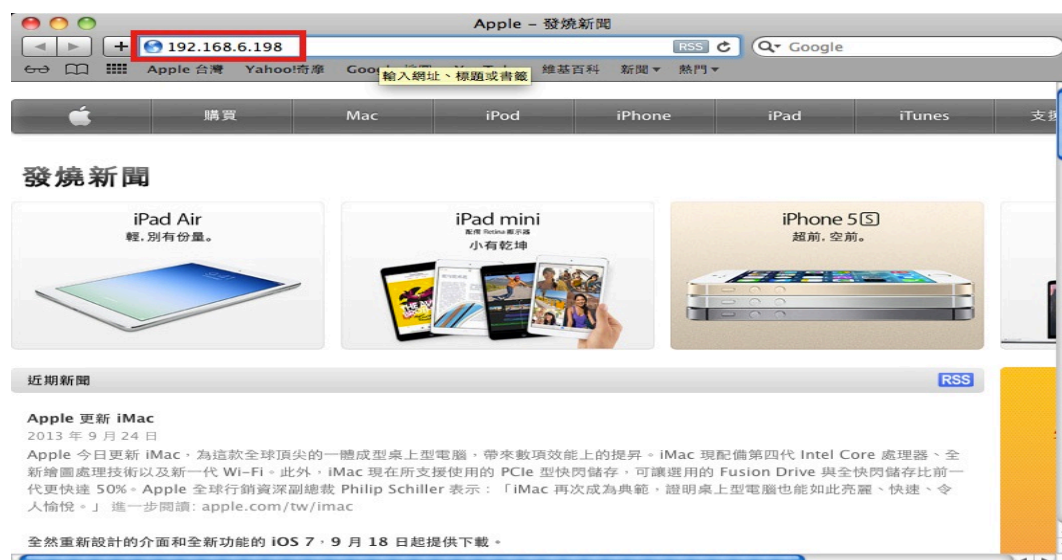 Apple – 發燒新聞
192.168.6.198
RSS
Google
Apple 台灣 Yahoo!奇摩 維基百科 新聞 熱門
輸入網址、標題或書籤
購買 Mac iPod iPhone iPad iTunes
發燒新聞
iPad Air
輕，別有份量。
iPad mini
配備 Retina 顯示器
小有乾坤
iPhone 5S
超前，空前。
近期新聞
RSS
Apple 更新 iMac
2013 年 9 月 24 日
Apple 今日更新 iMac，為這款全球頂尖的一體成型桌上型電腦，帶來數項效能上的提昇。iMac 現配備第四代 Intel Core 處理器、全
新繪圖處理技術以及新一代 Wi-Fi。此外，iMac 現在所支援使用的 PCIe 型快閃儲存，可讓選用的 Fusion Drive 與全快閃儲存比前一
代更快達 50%。Apple 全球行銷資深副總裁 Philip Schiller 表示：「iMac 再次成為典範，證明桌上型電腦也能如此亮麗、快速、令
人愉悅。」 進一步閱讀: apple.com/tw/imac
全然重新設計的介面和全新功能的 iOS 7，9 月 18 日起提供下載。